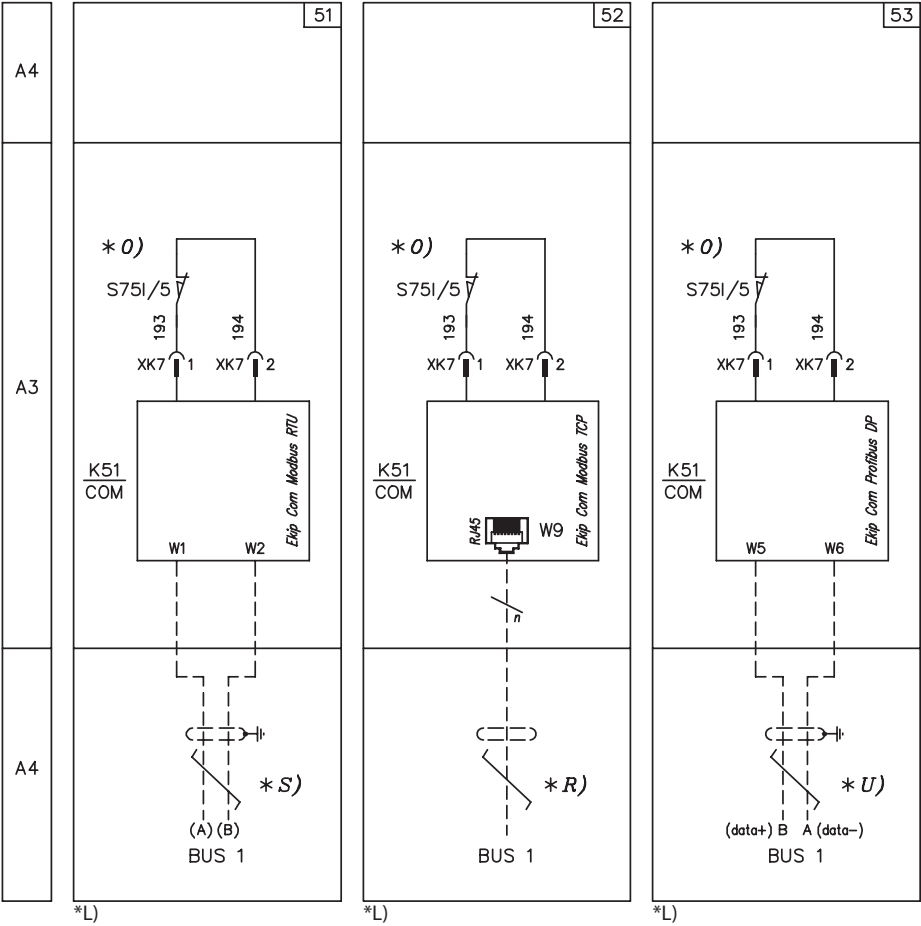 A4
A3
A4
51
*O)
S75I/5
193
194
XK7 1
XK7 2
K51
COM
Ekip Com Modbus RTU
W1
W2
*S)
(A) (B)
BUS 1
*L)
52
*O)
S75I/5
193
194
XK7 1
XK7 2
K51
COM
Ekip Com Modbus TCP
RJ45
W9
n
*R)
BUS 1
*L)
53
*O)
S75I/5
193
194
XK7 1
XK7 2
K51
COM
Ekip Com Profibus DP
W5
W6
*U)
(data+) B A (data-)
BUS 1
*L)